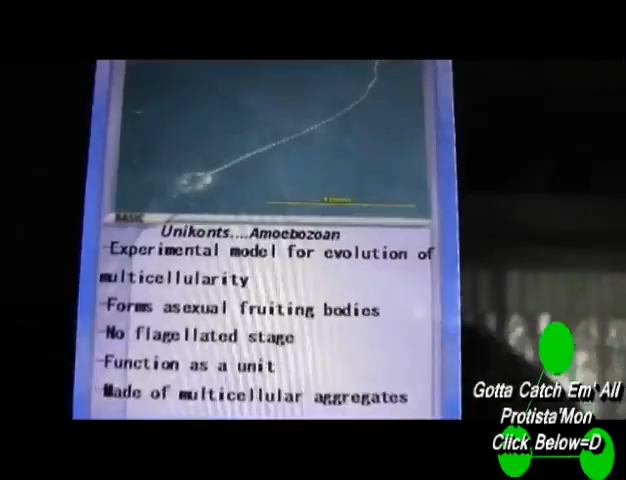 BASIC
Unikonts....Amoebozoan
-Experimental model for evolution of
multicellularity
-Forms asexual fruiting bodies
-No flagellated stage
-Function as a unit
-Made of multicellular aggregates
Gotta Catch Em' All
Protista'Mon
Click Below=D